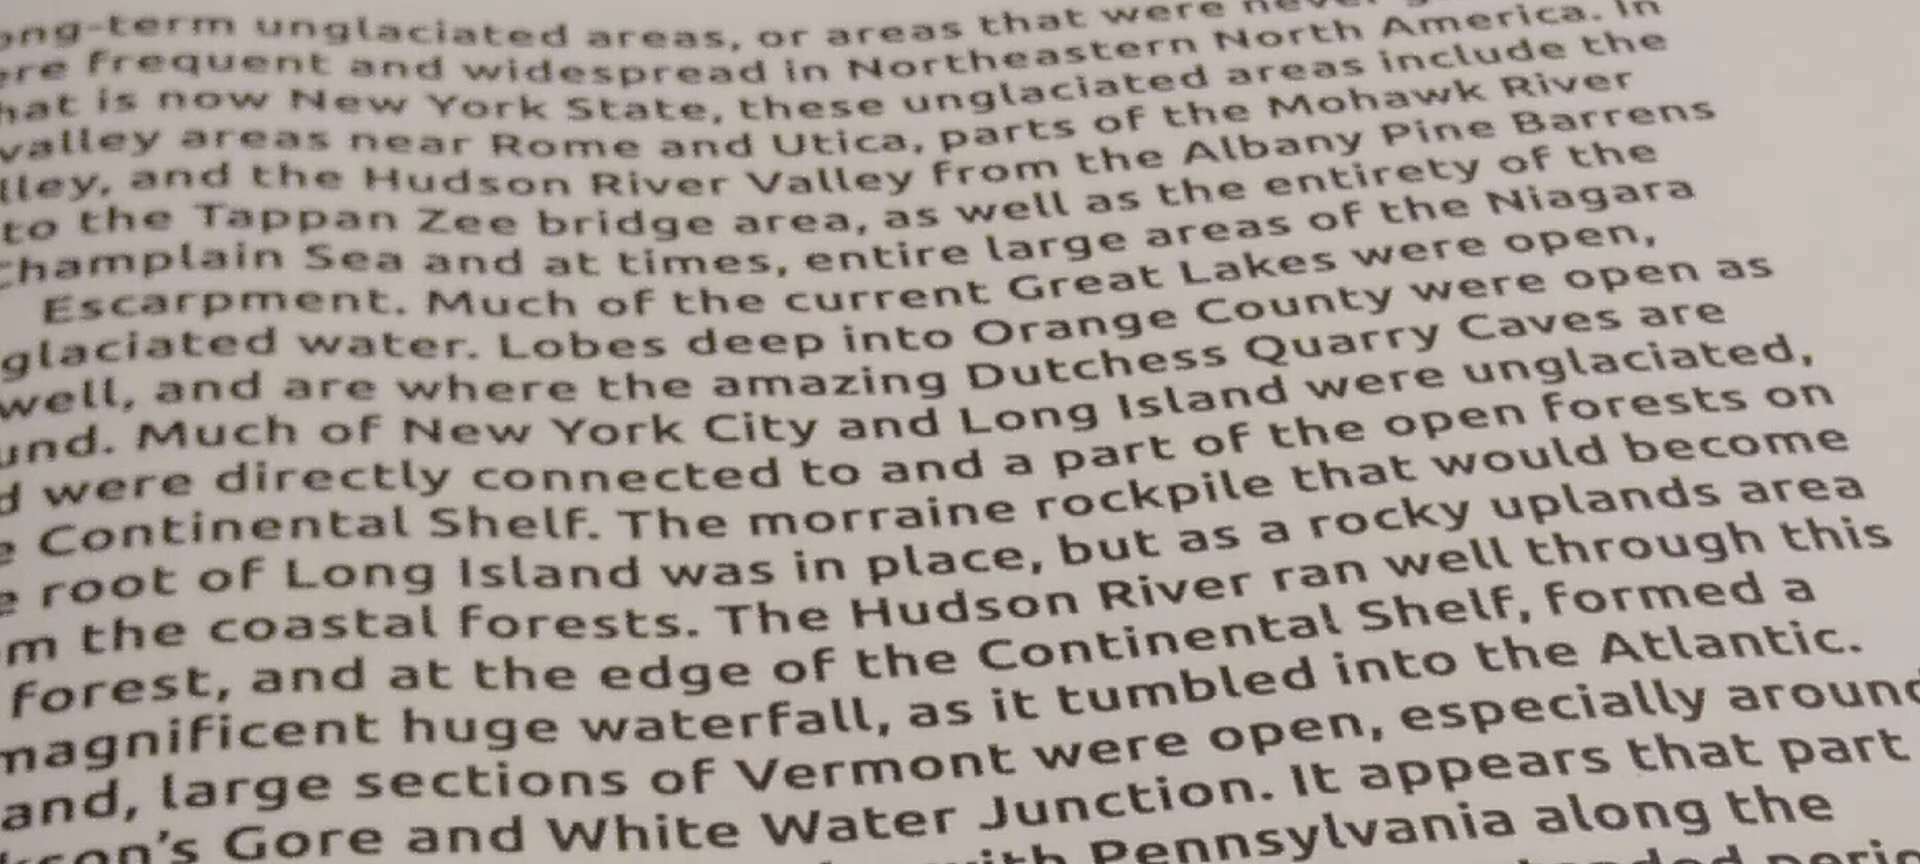 ong-term unglaciated areas, or areas that were never
ere frequent and widespread in Northeastern North America. In
hat is now New York State, these unglaciated areas include the
valley areas near Rome and Utica, parts of the Mohawk River
lley, and the Hudson River Valley from the Albany Pine Barrens
to the Tappan Zee bridge area, as well as the entirety of the
Champlain Sea and at times, entire large areas of the Niagara
Escarpment. Much of the current Great Lakes were open,
glaciated water. Lobes deep into Orange County were open as
well, and are where the amazing Dutchess Quarry Caves are
und. Much of New York City and Long Island were unglaciated,
d were directly connected to and a part of the open forests on
e Continental Shelf. The morraine rockpile that would become
e root of Long Island was in place, but as a rocky uplands area
m the coastal forests. The Hudson River ran well through this
forest, and at the edge of the Continental Shelf, formed a
magnificent huge waterfall, as it tumbled into the Atlantic.
and, large sections of Vermont were open, especially around
son's Gore and White Water Junction. It appears that part
with Pennsylvania along the